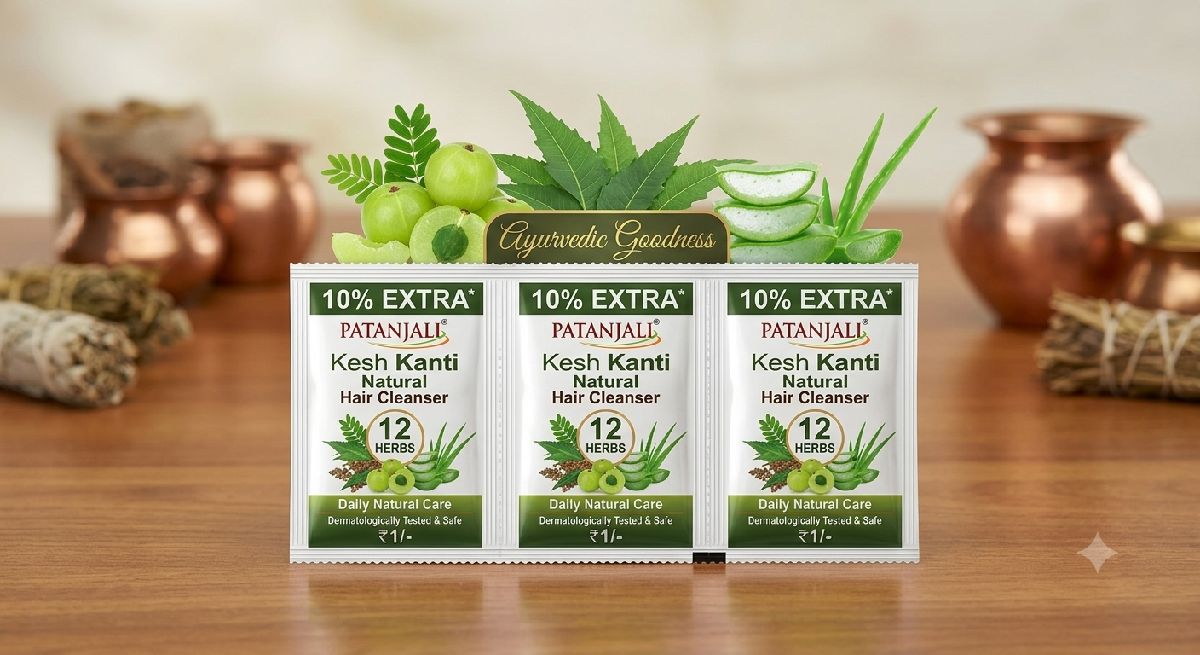 Ayurvedic Goodness
10% EXTRA*
PATANJALI®
Kesh Kanti
Natural
Hair Cleanser
12
HERBS
Daily Natural Care
Dermatologically Tested & Safe
₹1/-
10% EXTRA*
PATANJALI®
Kesh Kanti
Natural
Hair Cleanser
12
HERBS
Daily Natural Care
Dermatologically Tested & Safe
₹1/-
10% EXTRA*
PATANJALI®
Kesh Kanti
Natural
Hair Cleanser
12
HERBS
Daily Natural Care
Dermatologically Tested & Safe
₹1/-